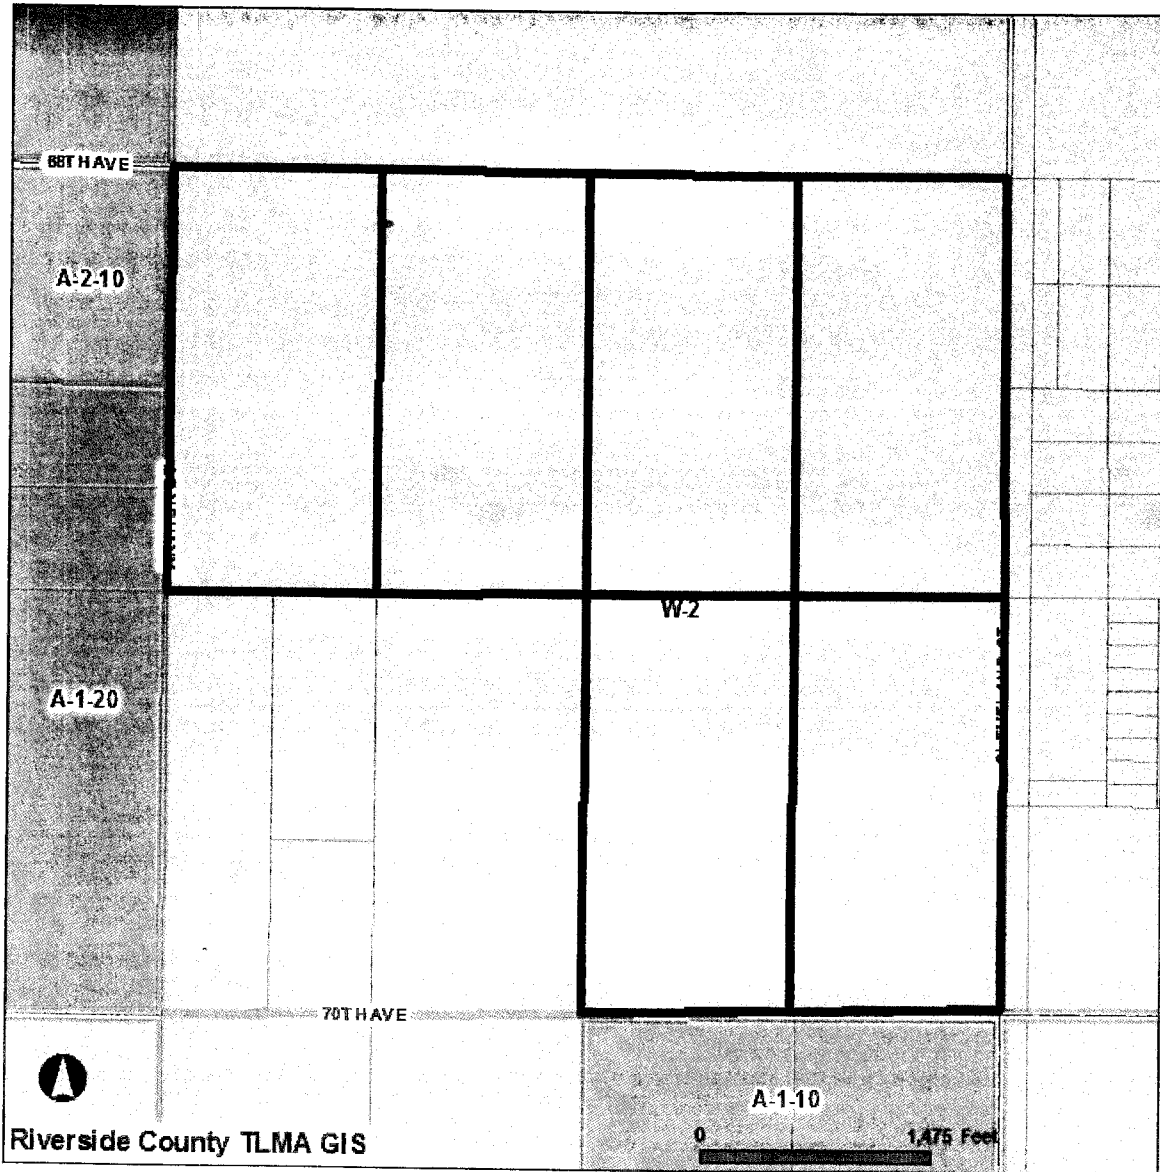 68TH AVE
A-2-10
W-2
A-1-20
70TH AVE
A-1-10
0 1,475 Feet
Riverside County TLMA GIS